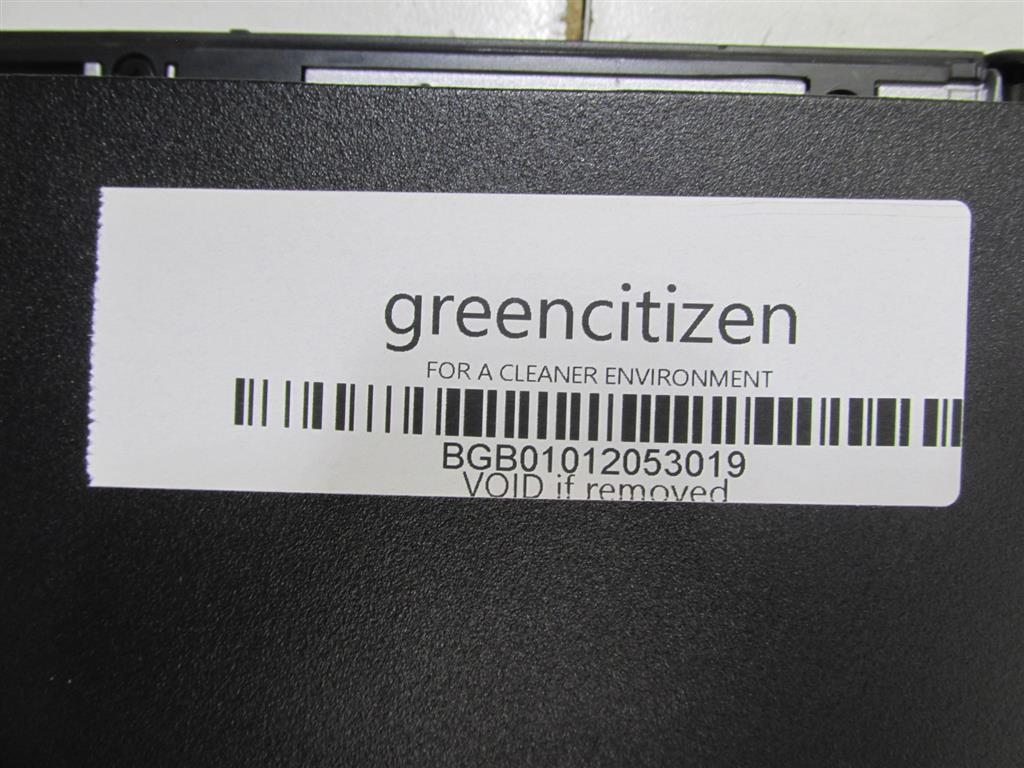 greencitizen
FOR A CLEANER ENVIRONMENT
BGB01012053019
VOID if removed